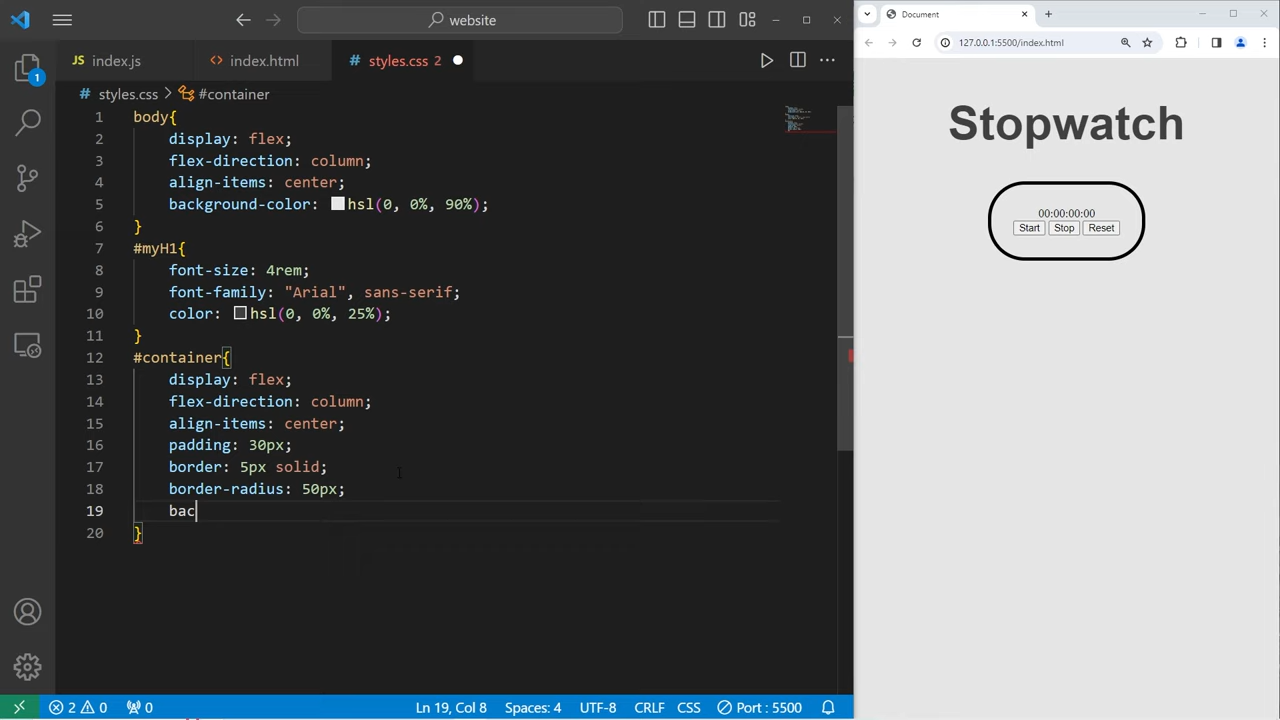 website
Document
JS index.js
<> index.html
# styles.css 2
127.0.0.1:5500/index.html
# styles.css > #container
1 body{
2 display: flex;
3 flex-direction: column;
4 align-items: center;
5 background-color: hsl(0, 0%, 90%);
6 }
7 #myH1{
8 font-size: 4rem;
9 font-family: "Arial", sans-serif;
10 color: hsl(0, 0%, 25%);
11 }
12 #container{
13 display: flex;
14 flex-direction: column;
15 align-items: center;
16 padding: 30px;
17 border: 5px solid;
18 border-radius: 50px;
19 bac
20 }
1
Stopwatch
00:00:00:00
Start Stop Reset
2 0 0 Ln 19, Col 8 Spaces: 4 UTF-8 CRLF CSS Port : 5500